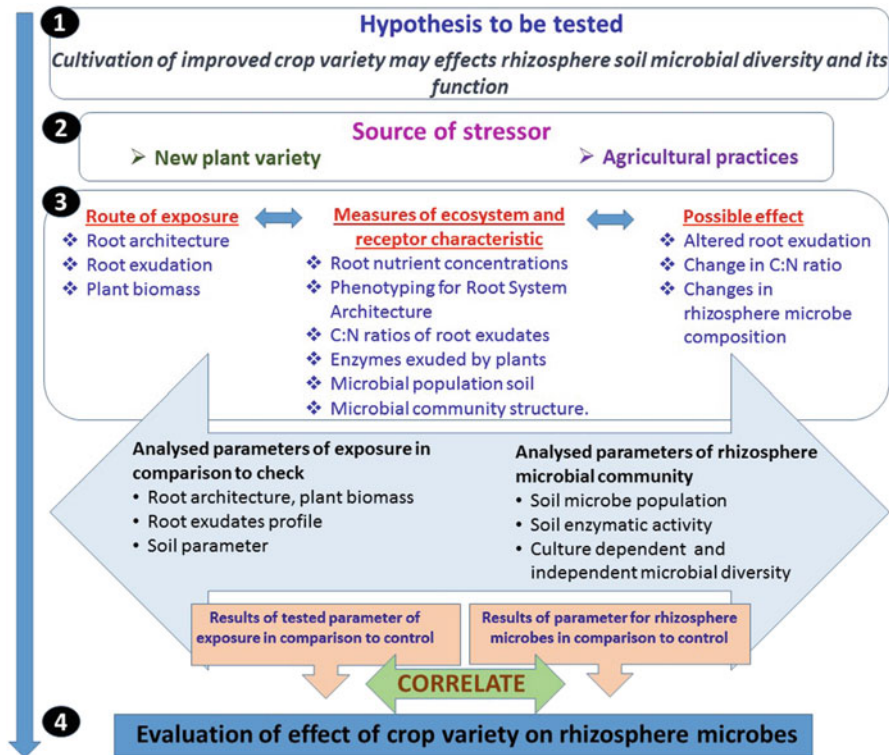 1
Hypothesis to be tested
Cultivation of improved crop variety may effects rhizosphere soil microbial diversity and its
function
2
Source of stressor
➢ New plant variety
➢ Agricultural practices
3
Route of exposure
❖ Root architecture
❖ Root exudation
❖ Plant biomass
Measures of ecosystem and
receptor characteristic
❖ Root nutrient concentrations
❖ Phenotyping for Root System
Architecture
❖ C:N ratios of root exudates
❖ Enzymes exuded by plants
❖ Microbial population soil
❖ Microbial community structure.
Possible effect
❖ Altered root exudation
❖ Change in C:N ratio
❖ Changes in
rhizosphere microbe
composition
Analysed parameters of exposure in
comparison to check
• Root architecture, plant biomass
• Root exudates profile
• Soil parameter
Analysed parameters of rhizosphere
microbial community
• Soil microbe population
• Soil enzymatic activity
• Culture dependent and
independent microbial diversity
Results of tested parameter of
exposure in comparison to control
Results of parameter for rhizosphere
microbes in comparison to control
CORRELATE
4
Evaluation of effect of crop variety on rhizosphere microbes